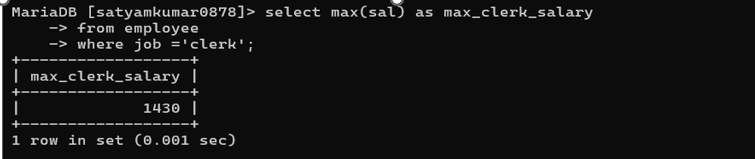 MariaDB [satyamkumar0878]> select max(sal) as max_clerk_salary
    -> from employee
    -> where job ='clerk';
+------------------+
| max_clerk_salary |
+------------------+
|             1430 |
+------------------+
1 row in set (0.001 sec)